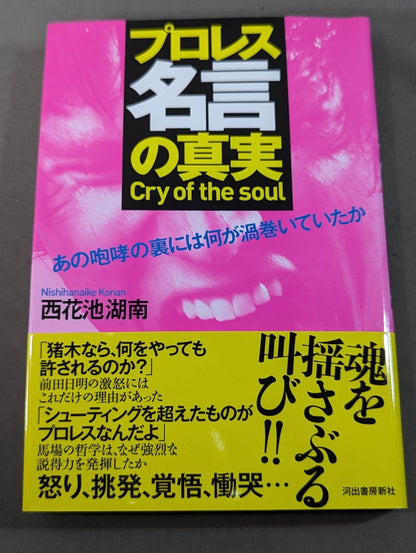 プロレス
名言
の真実
Cry of the soul
あの咆哮の裏には何が渦巻いていたか
Nishihanaike Konan
西花池湖南
魂を
揺さぶる
叫び!!
「猪木なら、何をやっても
許されるのか?」
前田日明の激怒には
これだけの理由があった
「シューティングを超えたものが
プロレスなんだよ」
馬場の哲学は、なぜ強烈な
説得力を発揮したか
怒り、挑発、覚悟、慟哭…
河出書房新社